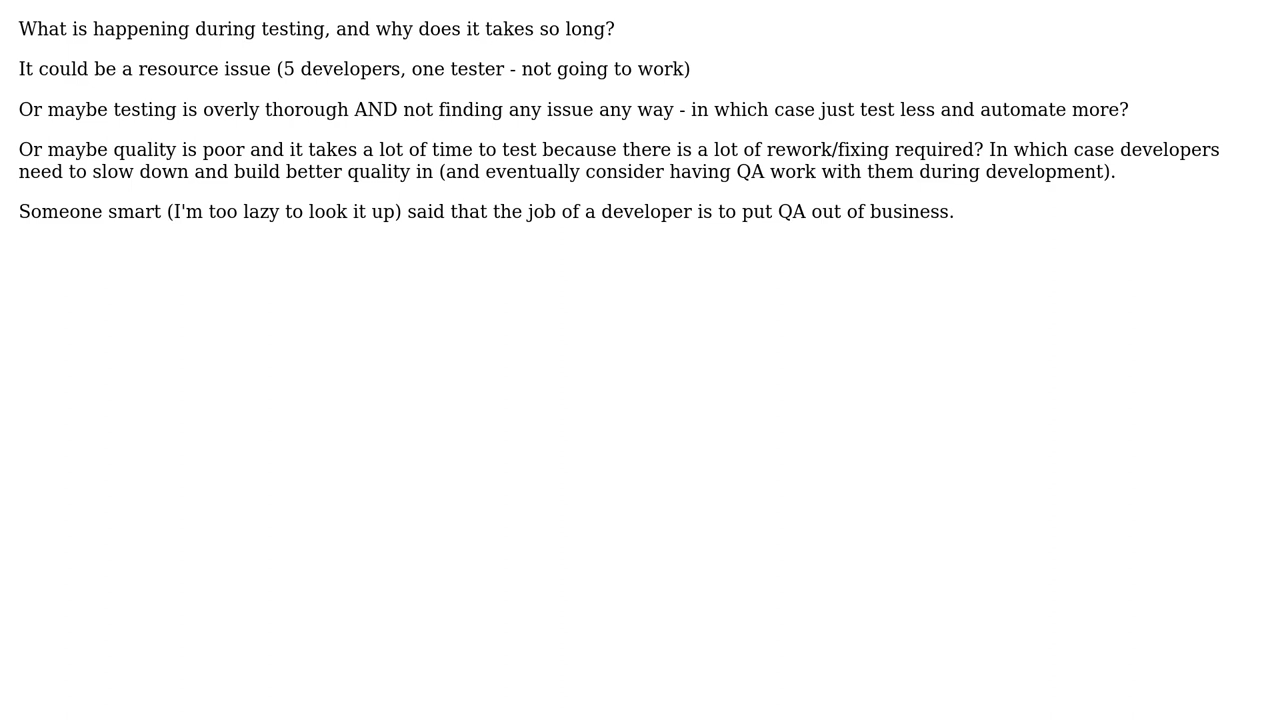 What is happening during testing, and why does it takes so long?
It could be a resource issue (5 developers, one tester - not going to work)
Or maybe testing is overly thorough AND not finding any issue any way - in which case just test less and automate more?
Or maybe quality is poor and it takes a lot of time to test because there is a lot of rework/fixing required? In which case developers
need to slow down and build better quality in (and eventually consider having QA work with them during development).
Someone smart (I'm too lazy to look it up) said that the job of a developer is to put QA out of business.